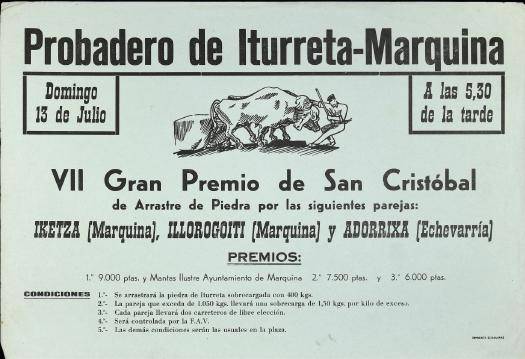 Probadero de Iturreta-Marquina
Domingo
13 de Julio
A las 5,30
de la tarde
VII Gran Premio de San Cristóbal
de Arrastre de Piedra por las siguientes parejas:
IKETZA (Marquina), ILLOROGOITI (Marquina) y ADORRIXA (Echevarría)
PREMIOS:
1.º 9.000 ptas. y Mantas Ilustre Ayuntamiento de Marquina 2.º 7.500 ptas. y 3.º 6.000 ptas.
CONDICIONES 1.ª- Se arrastrará la piedra de Iturreta sobrecargada con 400 kgs.
2.ª- La pareja que exceda de 1.050 kgs. llevará una sobrecarga de 1,50 kgs. por kilo de exceso.
3.ª- Cada pareja llevará dos carreteros de libre elección.
4.ª- Será controlada por la F.A.V.
5.ª- Las demás condiciones serán las usuales en la plaza.